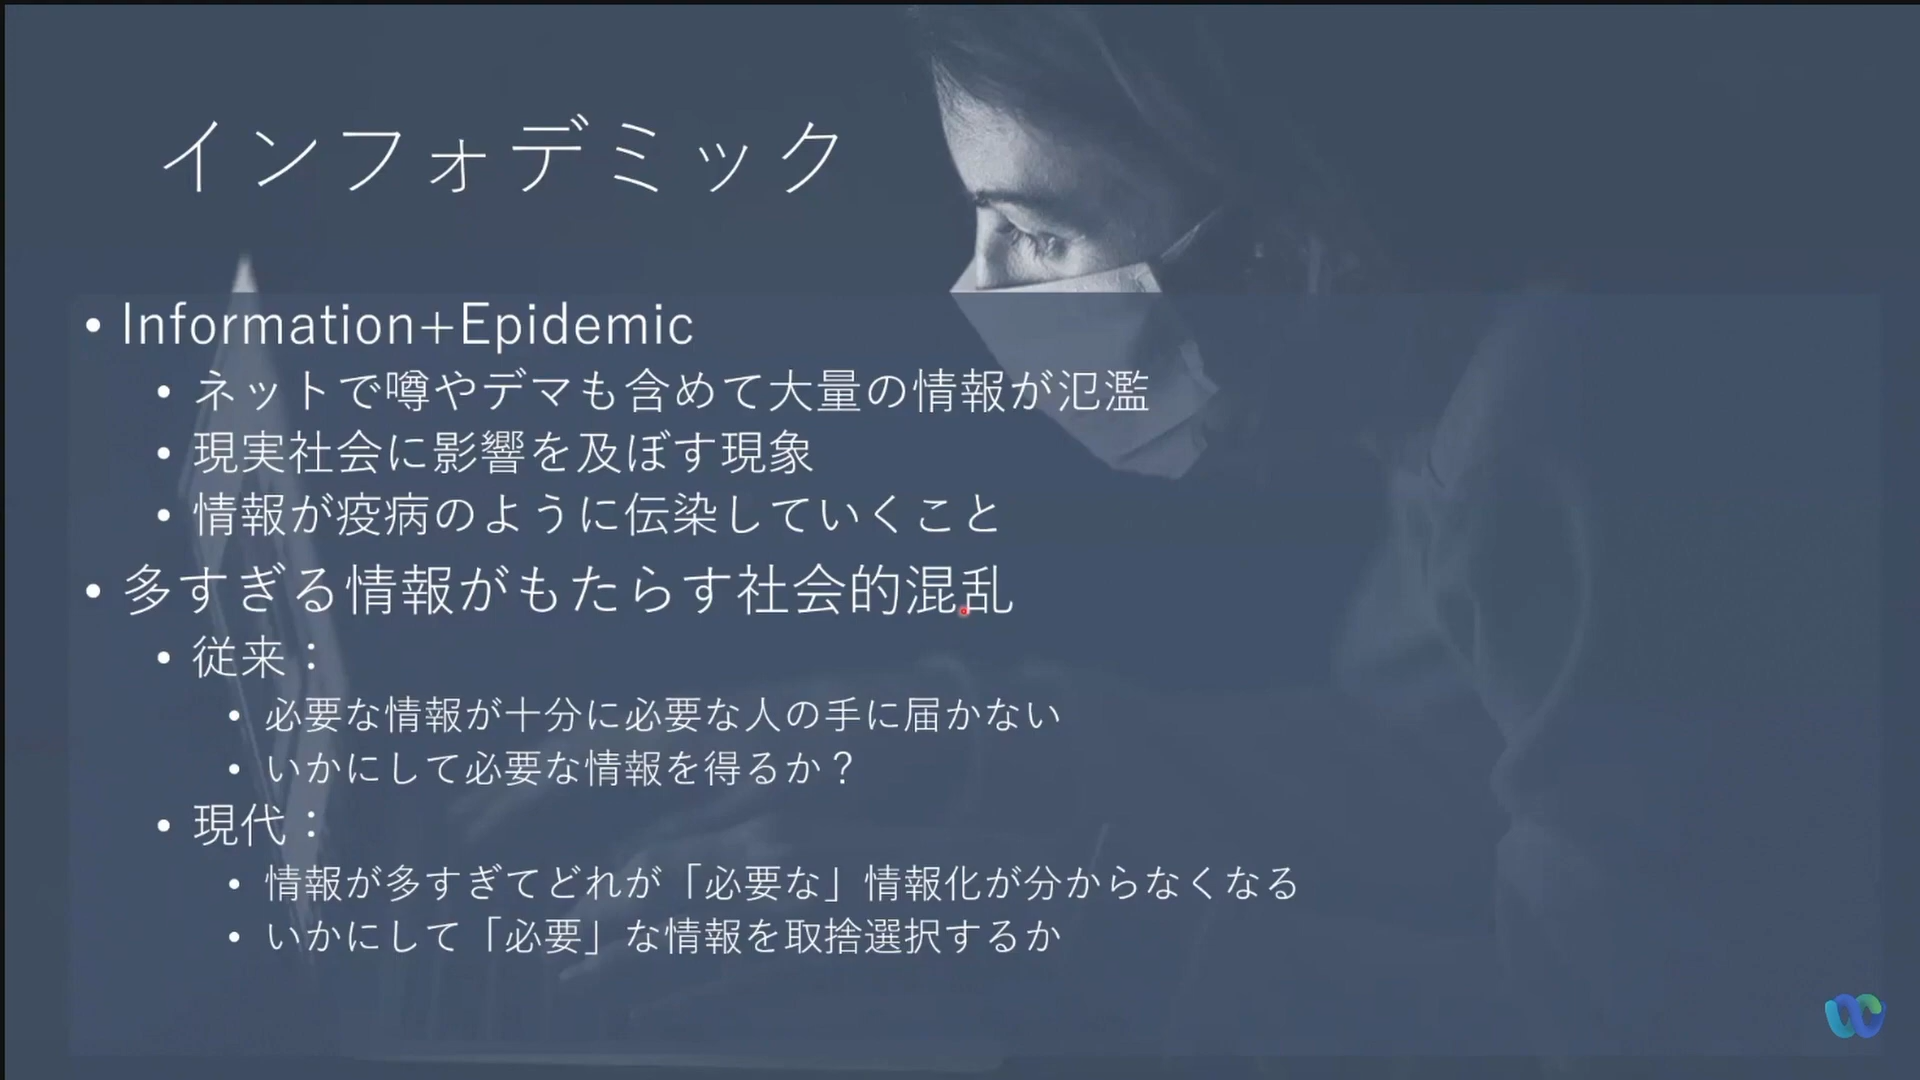 インフォデミック
• Information+Epidemic
• ネットで噂やデマも含めて大量の情報が氾濫
• 現実社会に影響を及ぼす現象
• 情報が疫病のように伝染していくこと
• 多すぎる情報がもたらす社会的混乱
• 従来：
• 必要な情報が十分に必要な人の手に届かない
• いかにして必要な情報を得るか？
• 現代：
• 情報が多すぎてどれが「必要な」情報化が分からなくなる
• いかにして「必要」な情報を取捨選択するか